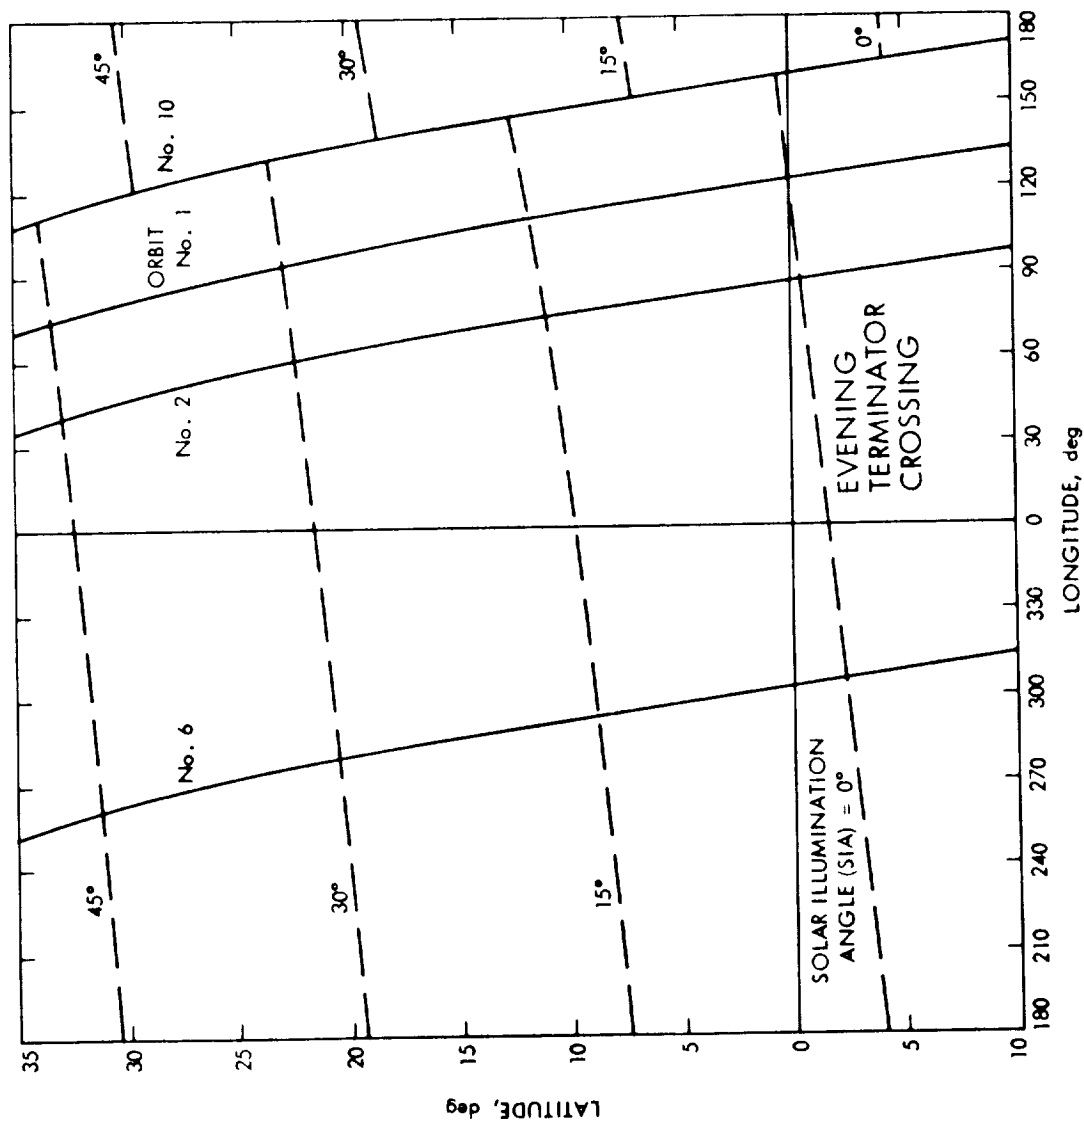 45°
30°
15°
0°
No. 10
ORBIT
No. 1
No. 2
No. 6
EVENING
TERMINATOR
CROSSING
45°
30°
15°
SOLAR ILLUMINATION
ANGLE (SIA) = 0°
35
30
25
20
15
10
5
0
5
10
LATITUDE, deg
180
210
240
270
300
330
0
30
60
90
120
150
180
LONGITUDE, deg